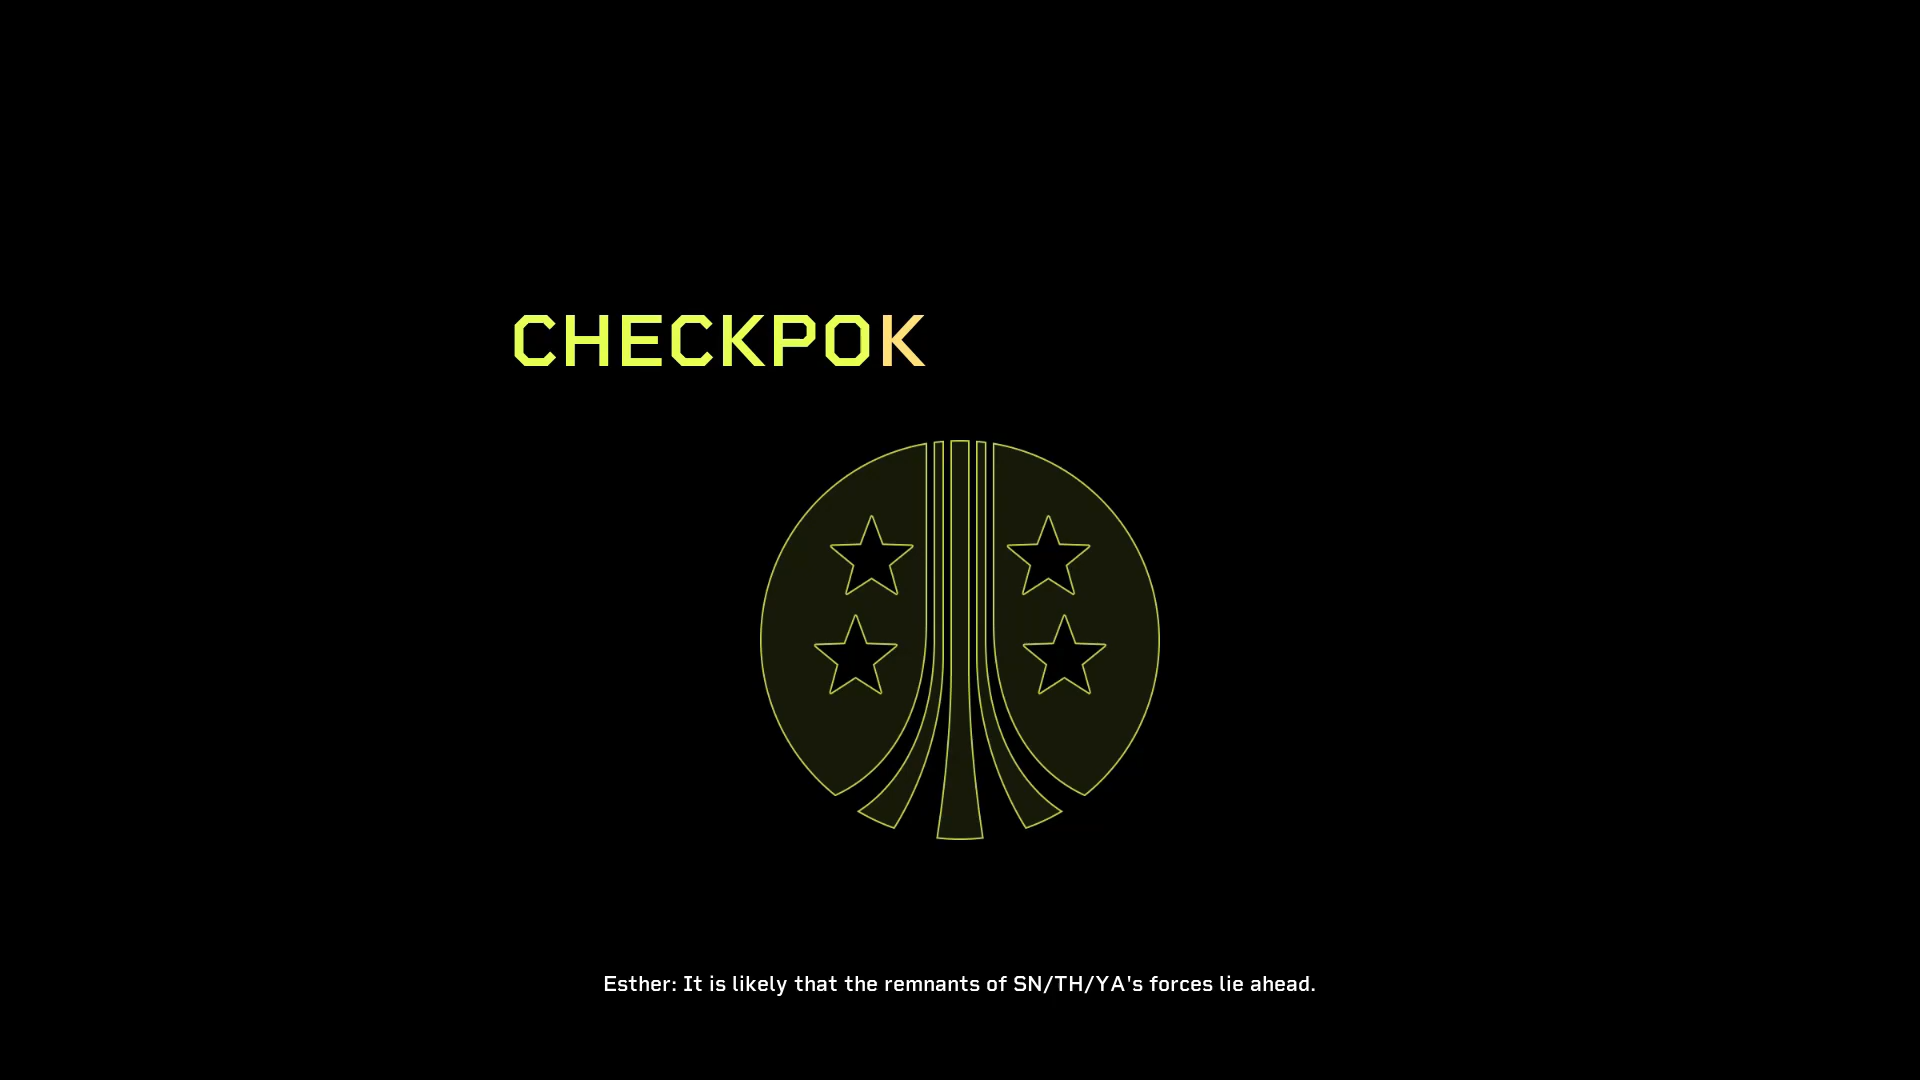 CHECKPOK
Esther: It is likely that the remnants of SN/TH/YA's forces lie ahead.